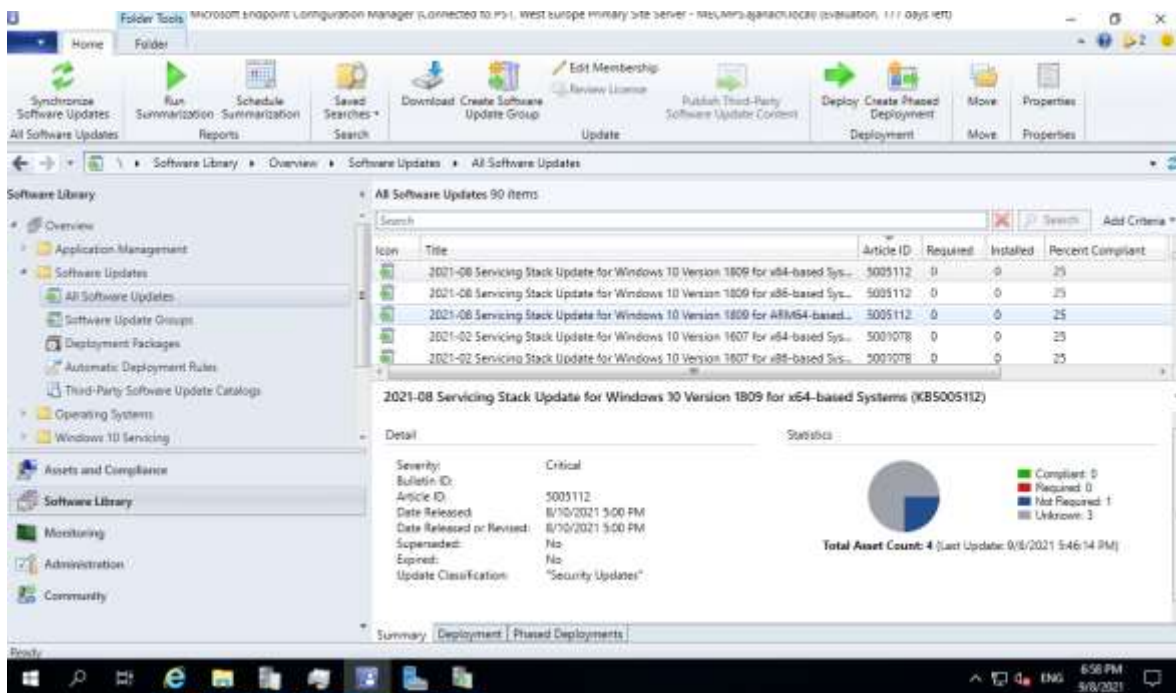 Folder Tools
Microsoft Endpoint Configuration Manager (Connected to PS1, West Europe Primary Site Server - (Evaluation, 177 days left)
Home Folder
Synchronize Software Updates
Run Summarization
Schedule Summarization
Saved Searches
Download
Create Software Update Group
Edit Membership
Review License
Publish Third-Party Software Update Content
Deploy
Create Phased Deployment
Move
Properties
All Software Updates Reports Search Update Deployment Move Properties
\ Software Library Overview Software Updates All Software Updates
Software Library
Overview
Application Management
Software Updates
All Software Updates
Software Update Groups
Deployment Packages
Automatic Deployment Rules
Third-Party Software Update Catalogs
Operating Systems
Windows 10 Servicing
Assets and Compliance
Software Library
Monitoring
Administration
Community
All Software Updates 90 items
Search Search Add Criteria
Icon Title Article ID Required Installed Percent Compliant
2021-08 Servicing Stack Update for Windows 10 Version 1809 for x64-based Sys... 5005112 0 0 25
2021-08 Servicing Stack Update for Windows 10 Version 1809 for x86-based Sys... 5005112 0 0 25
2021-08 Servicing Stack Update for Windows 10 Version 1809 for ARM64-based... 5005112 0 0 25
2021-02 Servicing Stack Update for Windows 10 Version 1607 for x64-based Sys... 5001078 0 0 25
2021-02 Servicing Stack Update for Windows 10 Version 1607 for x86-based Sys... 5001078 0 0 25
2021-08 Servicing Stack Update for Windows 10 Version 1809 for x64-based Systems (KB5005112)
Detail
Severity: Critical
Bulletin ID:
Article ID: 5005112
Date Released: 8/10/2021 5:00 PM
Date Released or Revised: 8/10/2021 5:00 PM
Superseded: No
Expired: No
Update Classification: "Security Updates"
Statistics
Compliant: 0
Required: 0
Not Required: 1
Unknown: 3
Total Asset Count: 4 (Last Update: 9/8/2021 5:46:14 PM)
Summary Deployment Phased Deployments
Ready
ENG
6:58 PM
9/8/2021